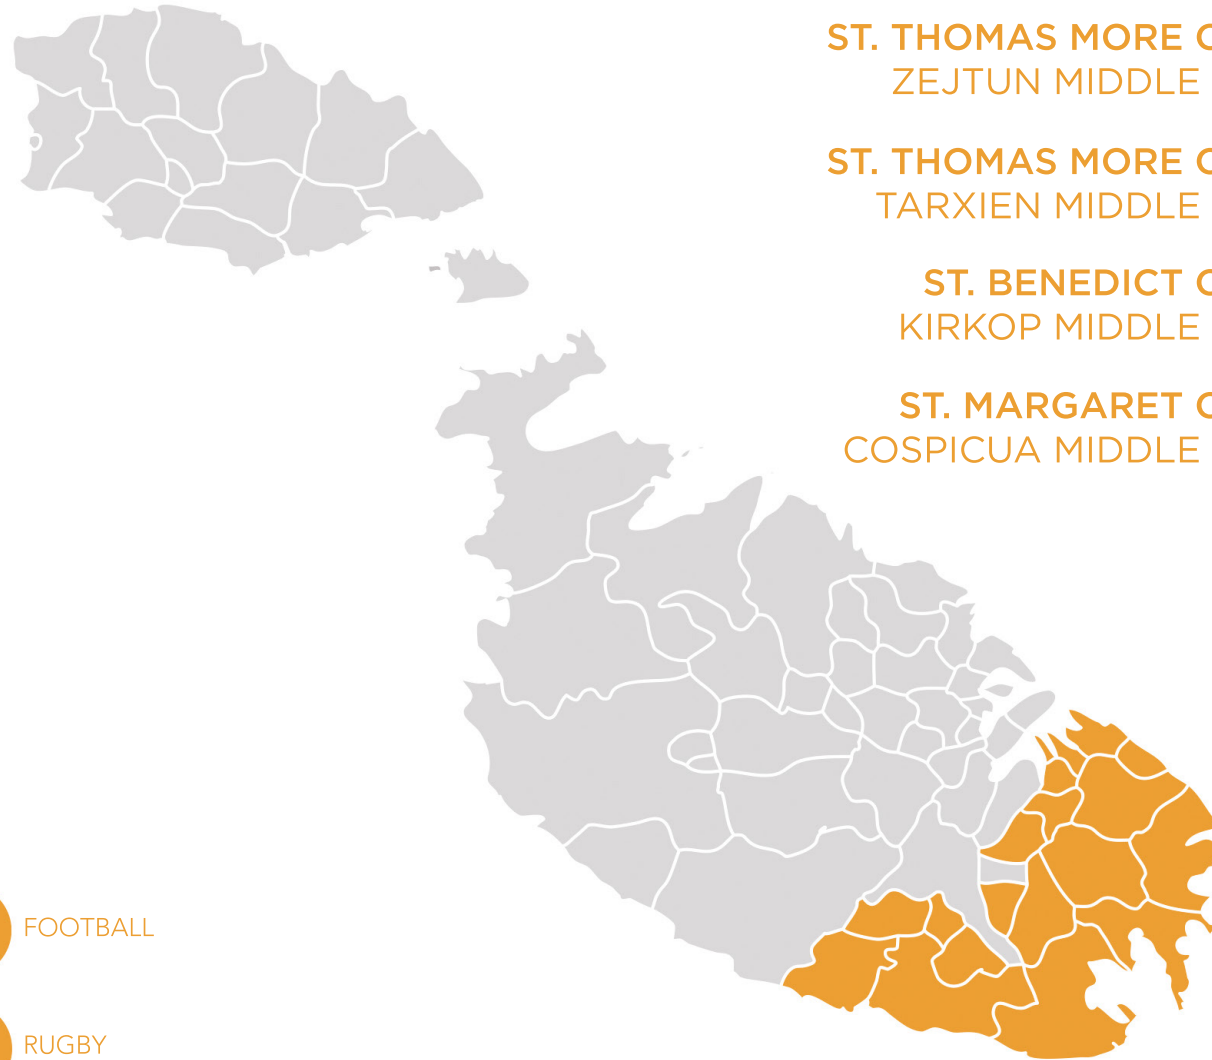 ST. THOMAS MORE C
ZEJTUN MIDDLE
ST. THOMAS MORE C
TARXIEN MIDDLE
ST. BENEDICT C
KIRKOP MIDDLE
ST. MARGARET C
COSPICUA MIDDLE
FOOTBALL
RUGBY